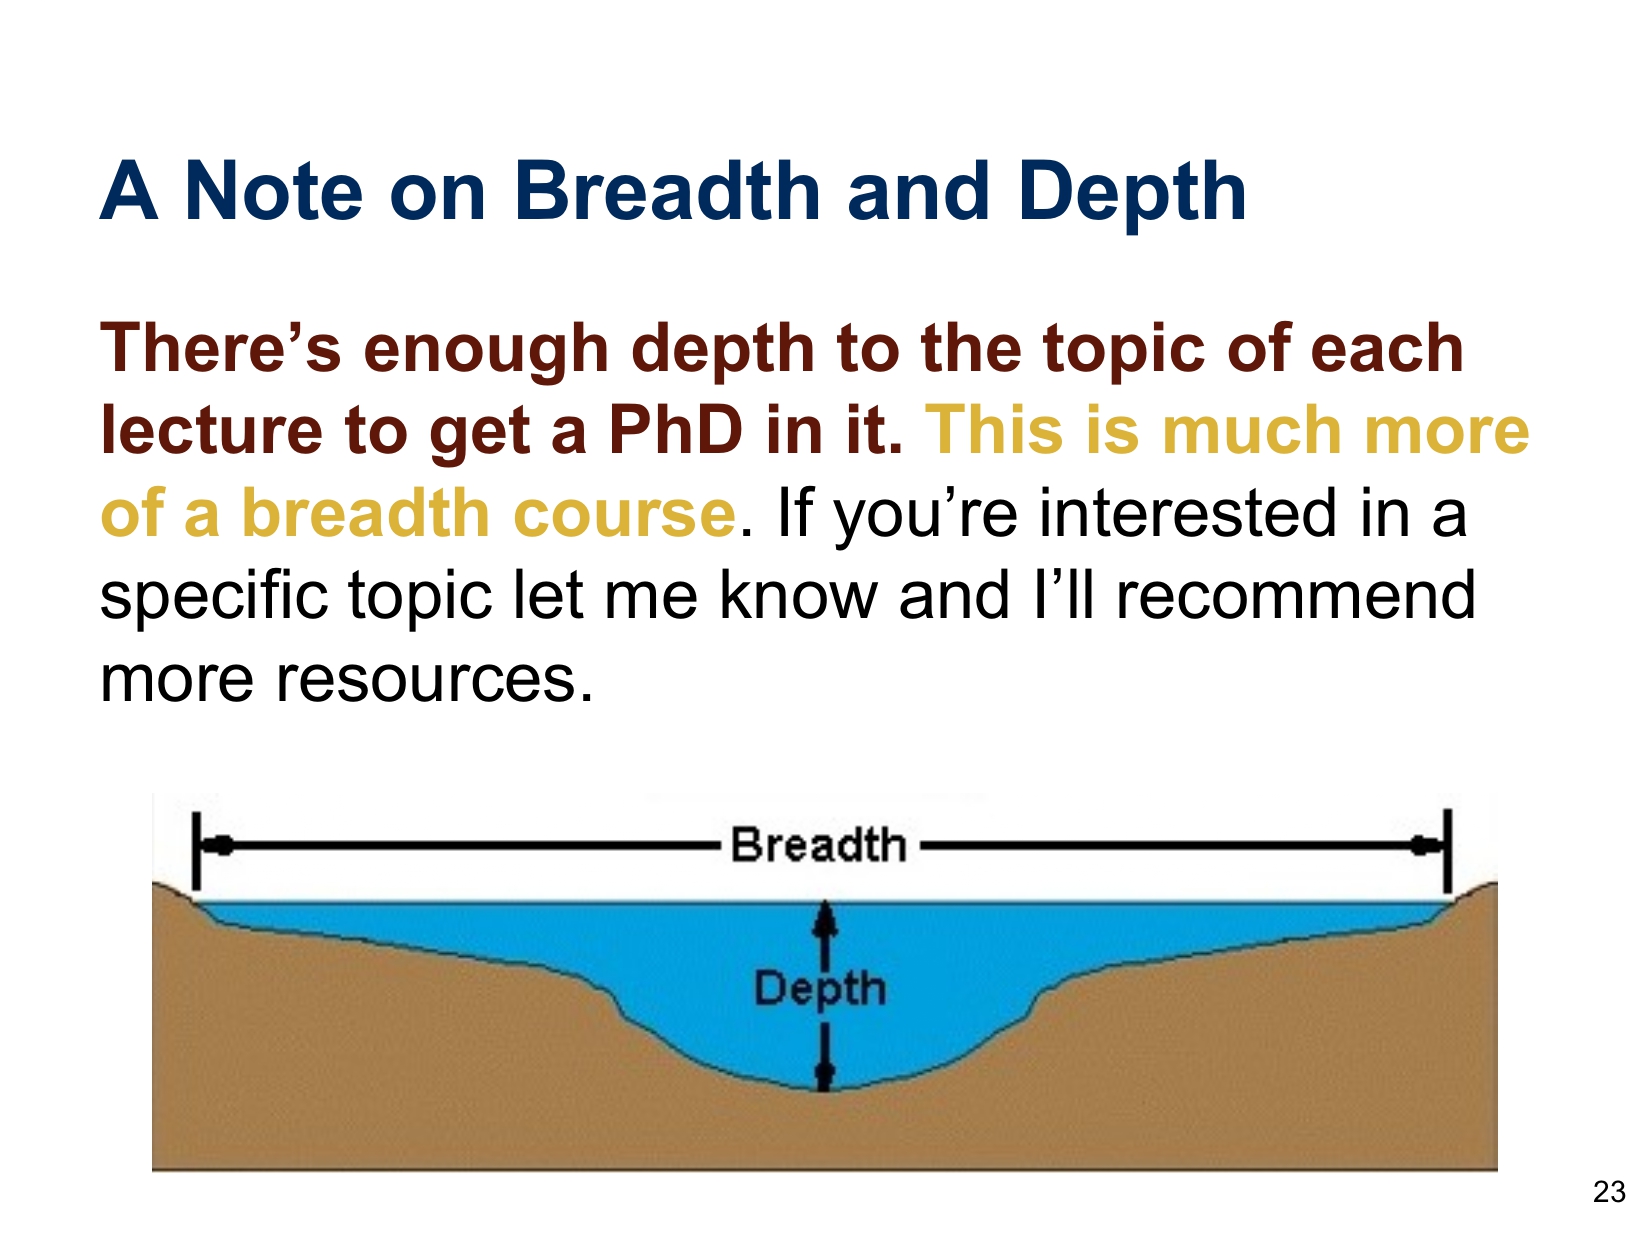 A Note on Breadth and Depth
There’s enough depth to the topic of each
lecture to get a PhD in it. This is much more
of a breadth course. If you’re interested in a
specific topic let me know and I’ll recommend
more resources.
Breadth
Depth
23